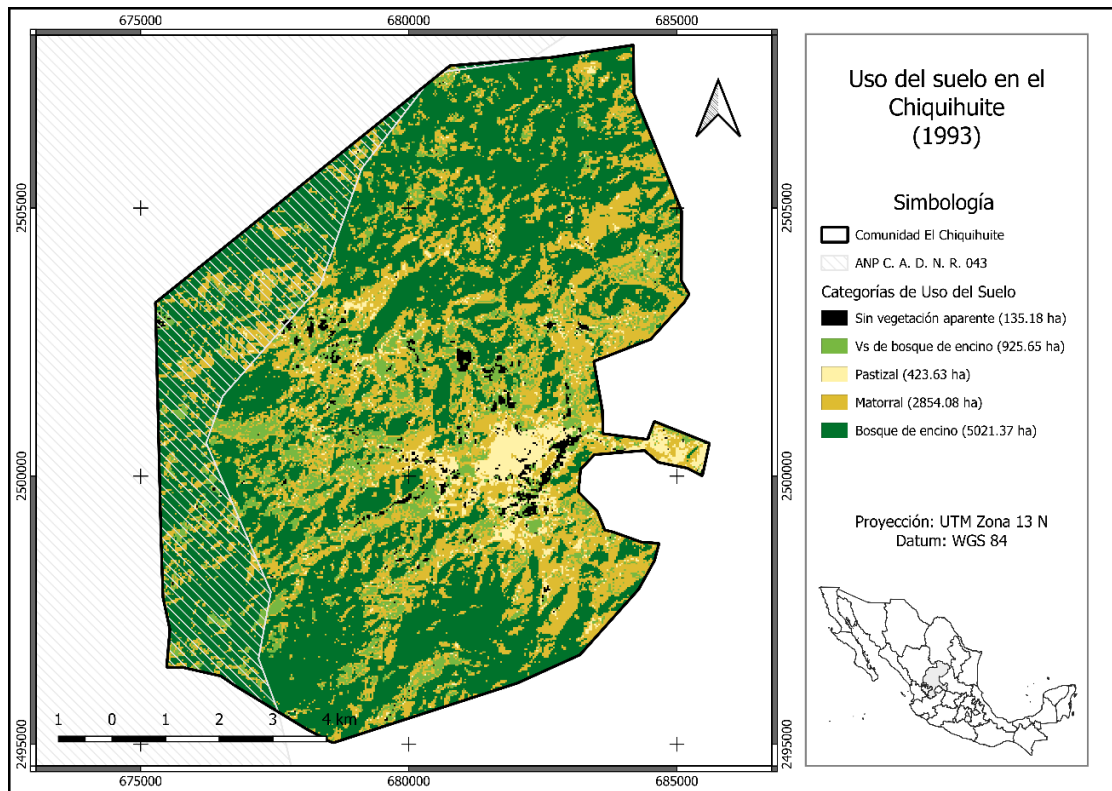 675000
680000
685000
2505000
2500000
2495000
2505000
2500000
2495000
1 0 1 2 3 4 km
675000
680000
685000
Uso del suelo en el
Chiquihuite
(1993)
Simbología
Comunidad El Chiquihuite
ANP C. A. D. N. R. 043
Categorías de Uso del Suelo
Sin vegetación aparente (135.18 ha)
Vs de bosque de encino (925.65 ha)
Pastizal (423.63 ha)
Matorral (2854.08 ha)
Bosque de encino (5021.37 ha)
Proyección: UTM Zona 13 N
Datum: WGS 84